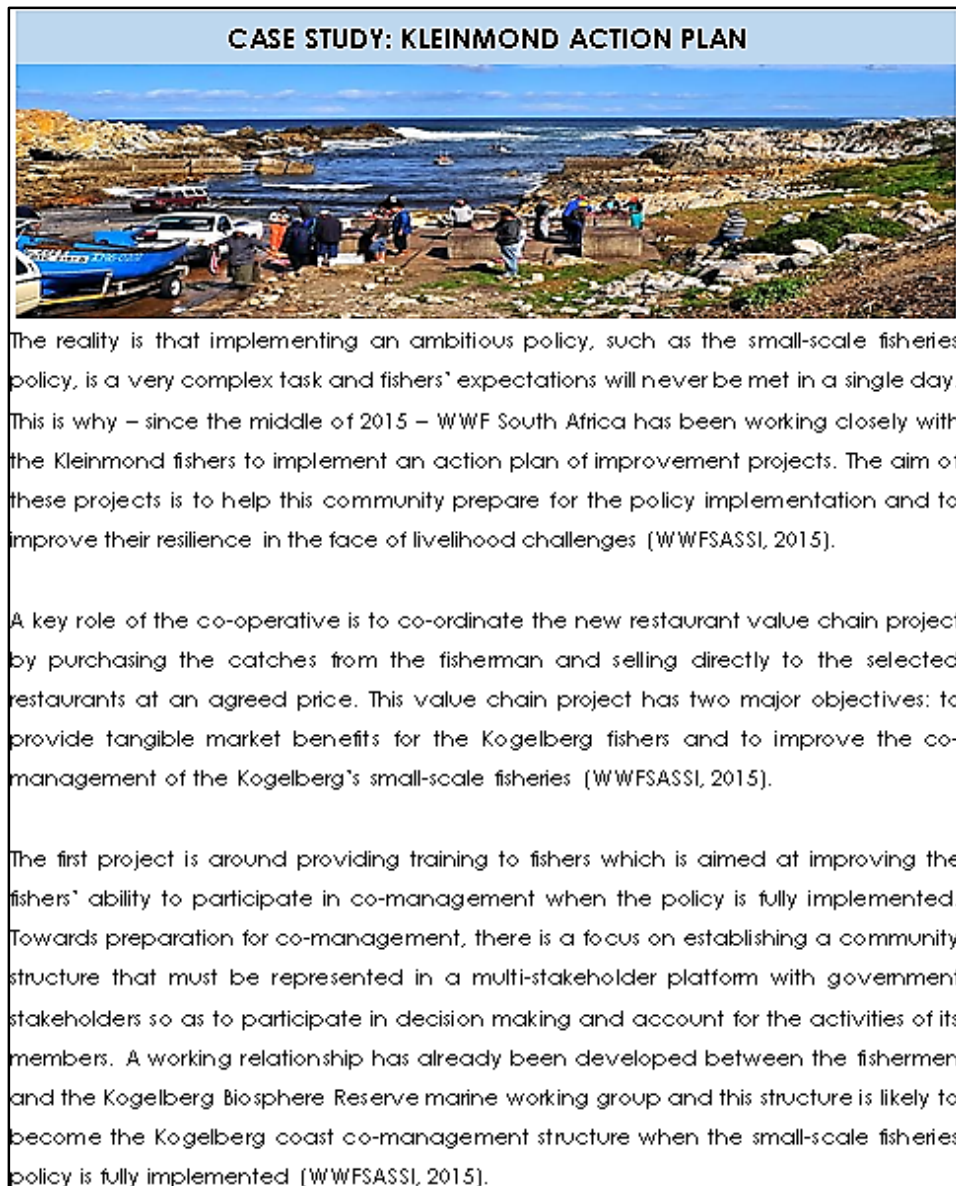 CASE STUDY: KLEINMOND ACTION PLAN
The reality is that implementing an ambitious policy, such as the small-scale fisheries
policy, is a very complex task and fishers' expectations will never be met in a single day.
This is why – since the middle of 2015 – WWF South Africa has been working closely with
the Kleinmond fishers to implement an action plan of improvement projects. The aim of
these projects is to help this community prepare for the policy implementation and to
improve their resilience in the face of livelihood challenges (WWFSASSI, 2015).
A key role of the co-operative is to co-ordinate the new restaurant value chain project
by purchasing the catches from the fisherman and selling directly to the selected
restaurants at an agreed price. This value chain project has two major objectives: to
provide tangible market benefits for the Kogelberg fishers and to improve the co-
management of the Kogelberg's small-scale fisheries (WWFSASSI, 2015).
The first project is around providing training to fishers which is aimed at improving the
fishers' ability to participate in co-management when the policy is fully implemented.
Towards preparation for co-management, there is a focus on establishing a community
structure that must be represented in a multi-stakeholder platform with government
stakeholders so as to participate in decision making and account for the activities of its
members. A working relationship has already been developed between the fishermen
and the Kogelberg Biosphere Reserve marine working group and this structure is likely to
become the Kogelberg coast co-management structure when the small-scale fisheries
policy is fully implemented (WWFSASSI, 2015).